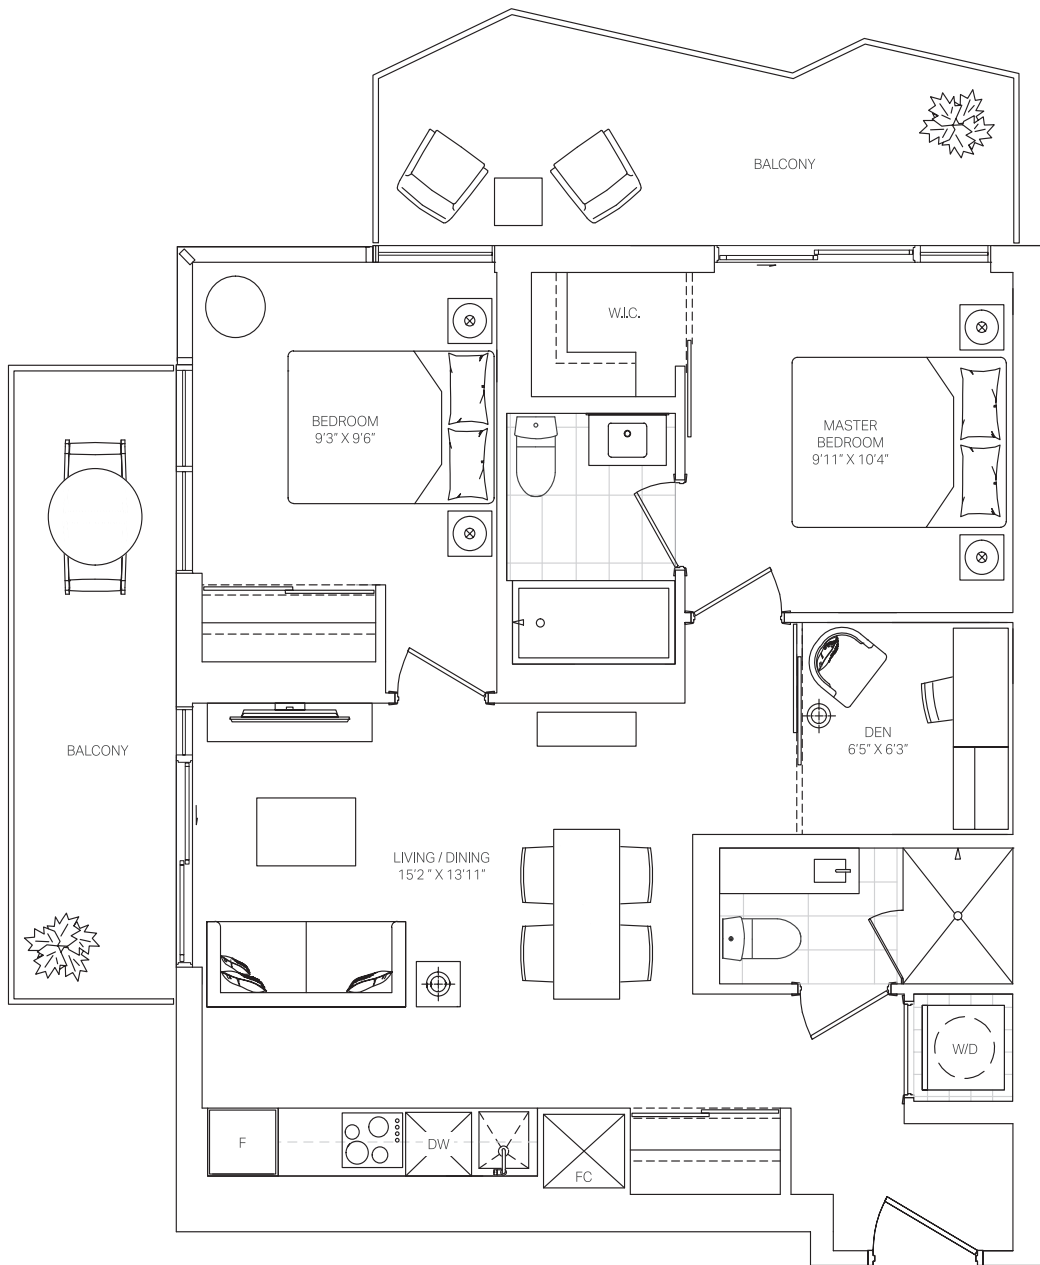 BALCONY
W.I.C.
BEDROOM
9'3" X 9'6"
MASTER
BEDROOM
9'11" X 10'4"
DEN
6'5" X 6'3"
BALCONY
LIVING / DINING
15'2 " X 13'11"
W/D
F
DW
FC